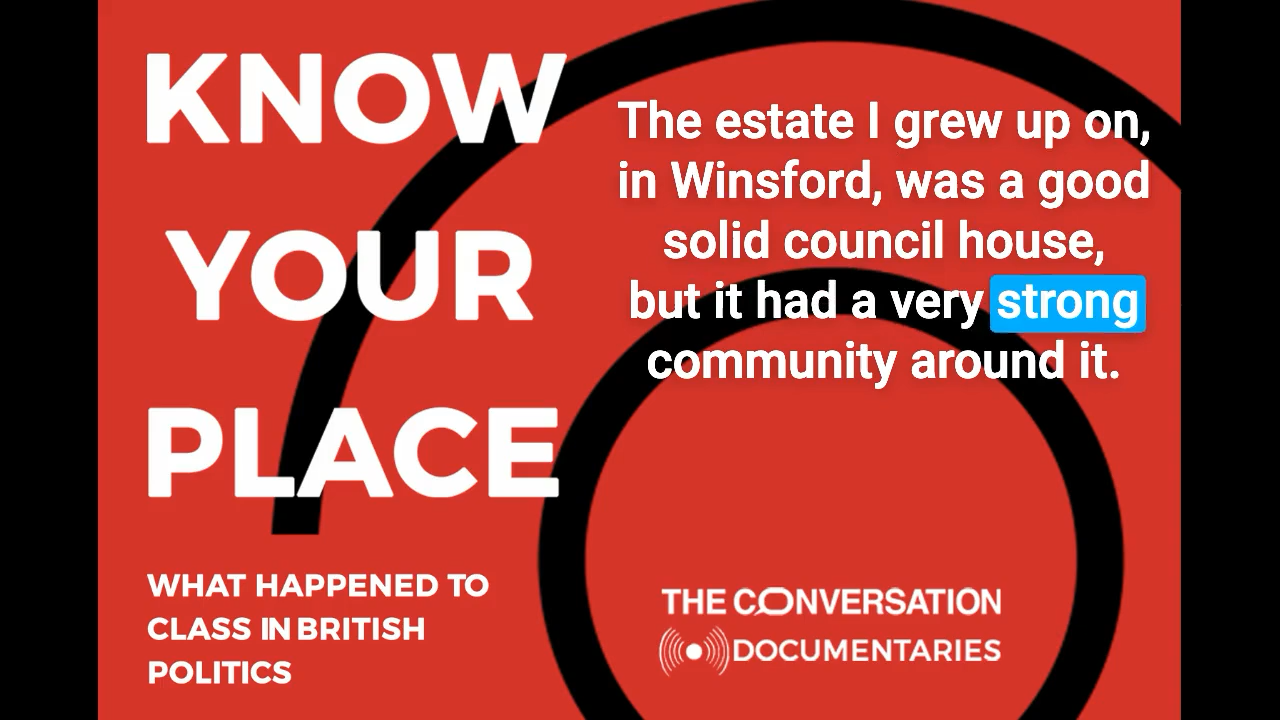 KNOW
YOUR
PLACE
WHAT HAPPENED TO
CLASS IN BRITISH
POLITICS
The estate I grew up on,
in Winsford, was a good
solid council house,
but it had a very strong
community around it.
THE CONVERSATION
DOCUMENTARIES